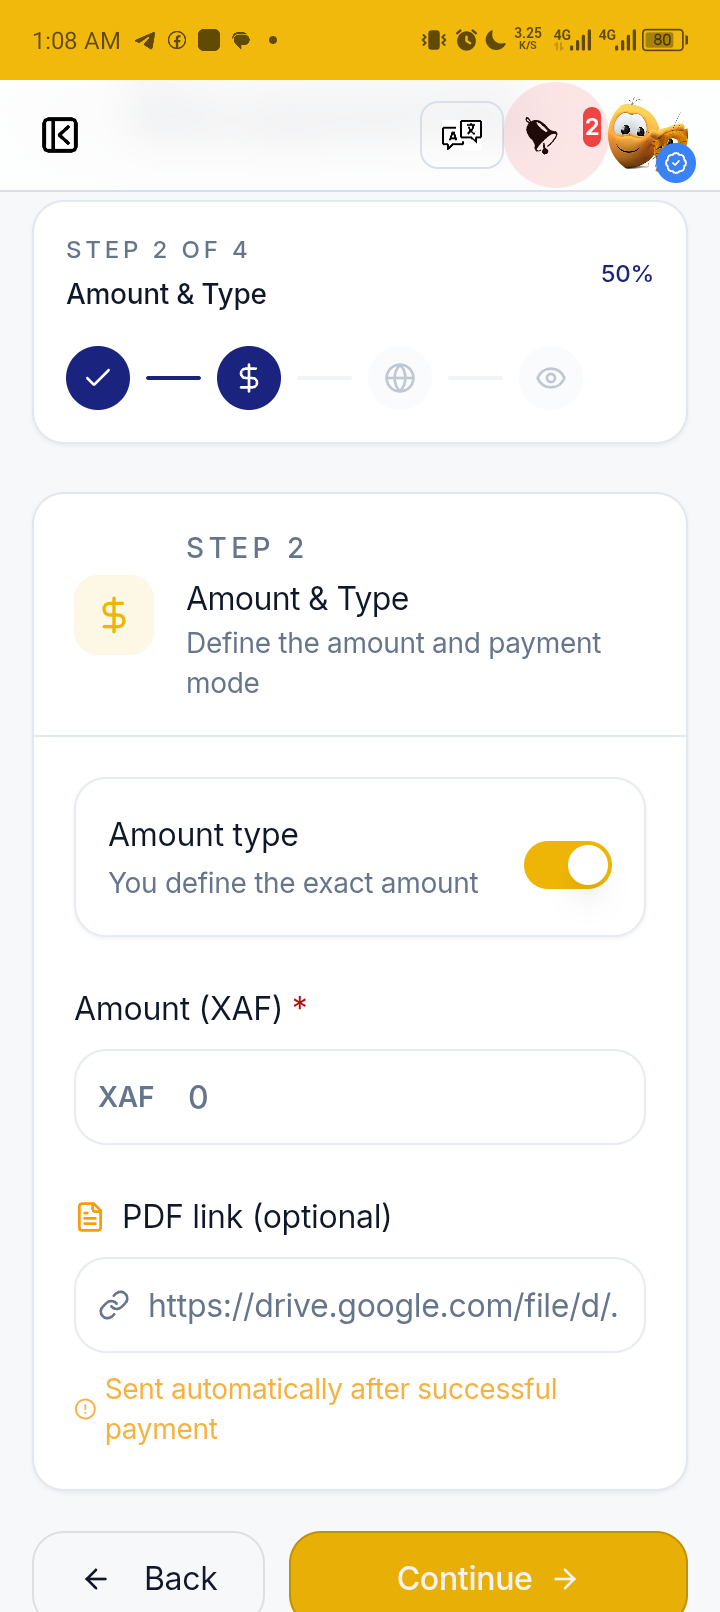 1:08 AM
3.25 K/S 4G 4G 80
A 文
2
STEP 2 OF 4
50%
Amount & Type
STEP 2
Amount & Type
Define the amount and payment
mode
Amount type
You define the exact amount
Amount (XAF) *
XAF 0
PDF link (optional)
https://drive.google.com/file/d/.
Sent automatically after successful
payment
Back
Continue